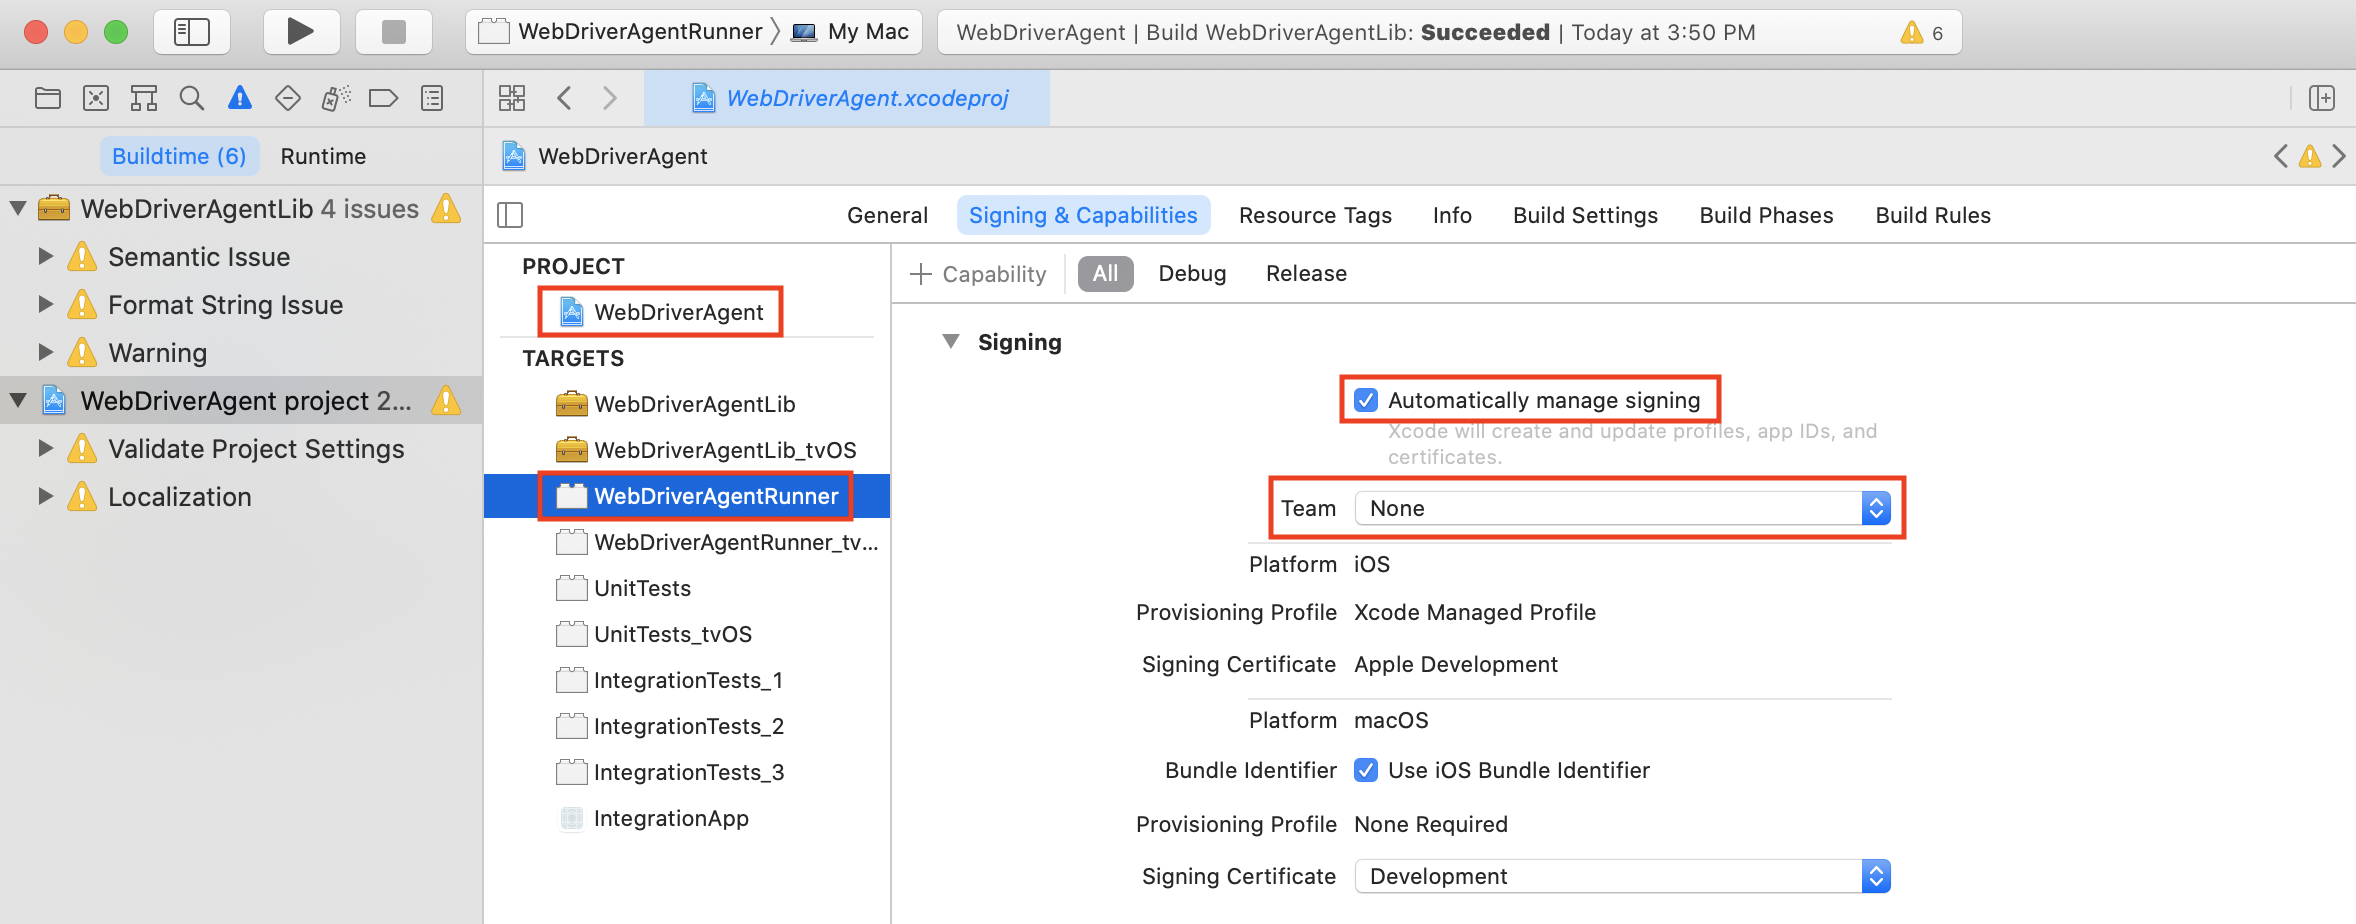 WebDriverAgentRunner My Mac
WebDriverAgent | Build WebDriverAgentLib: Succeeded | Today at 3:50 PM
6
WebDriverAgent.xcodeproj
Buildtime (6) Runtime
WebDriverAgent
WebDriverAgentLib 4 issues
Semantic Issue
Format String Issue
Warning
WebDriverAgent project 2...
Validate Project Settings
Localization
General Signing & Capabilities Resource Tags Info Build Settings Build Phases Build Rules
PROJECT
WebDriverAgent
TARGETS
WebDriverAgentLib
WebDriverAgentLib_tvOS
WebDriverAgentRunner
WebDriverAgentRunner_tv...
UnitTests
UnitTests_tvOS
IntegrationTests_1
IntegrationTests_2
IntegrationTests_3
IntegrationApp
+ Capability All Debug Release
Signing
Automatically manage signing
Xcode will create and update profiles, app IDs, and
certificates.
Team None
Platform iOS
Provisioning Profile Xcode Managed Profile
Signing Certificate Apple Development
Platform macOS
Bundle Identifier Use iOS Bundle Identifier
Provisioning Profile None Required
Signing Certificate Development